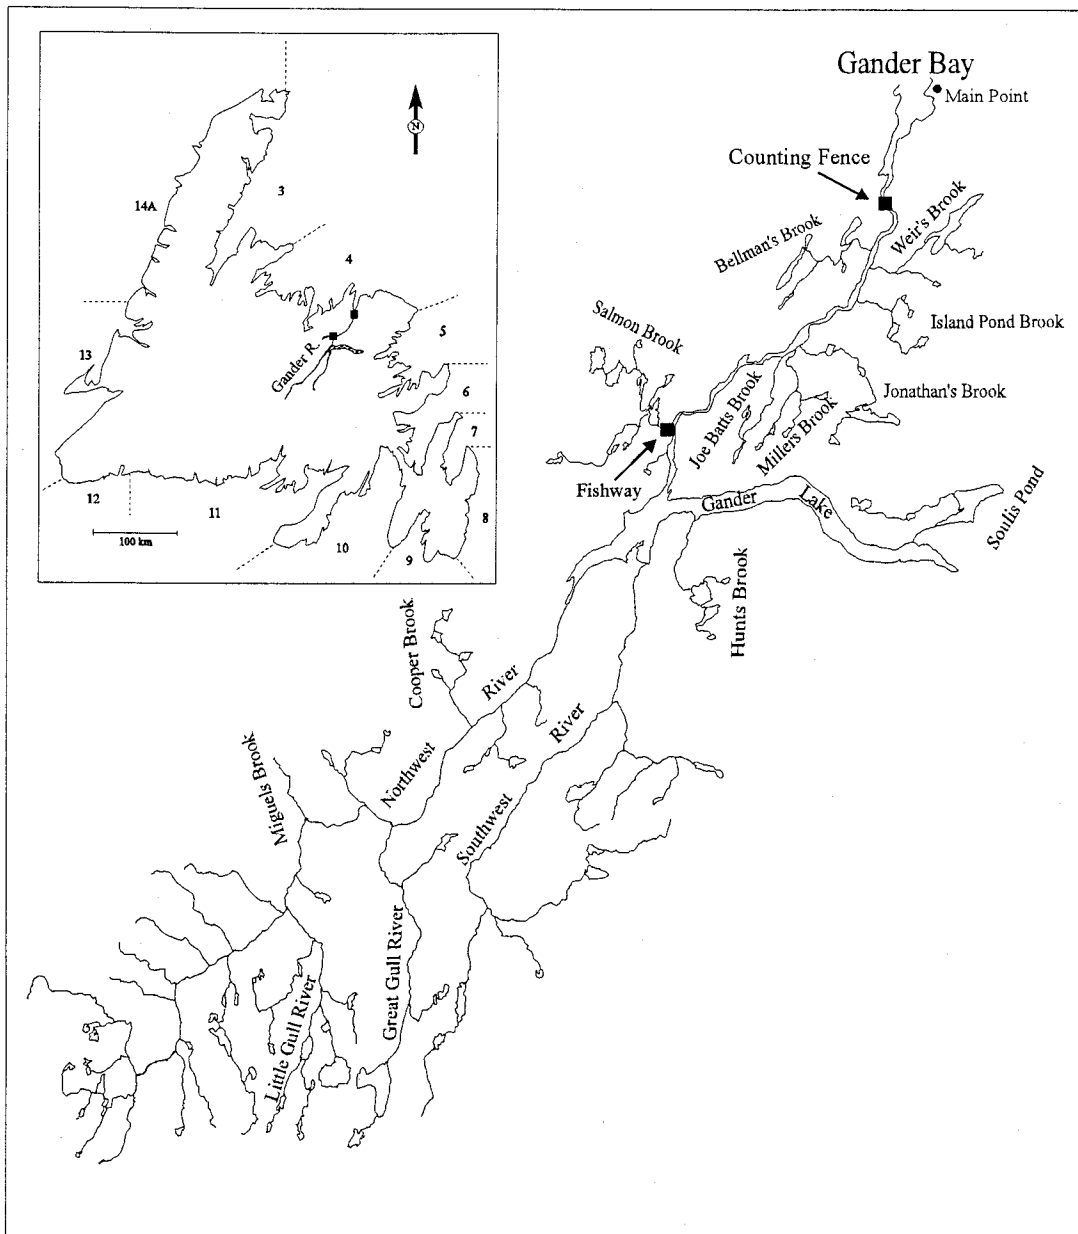 Gander Bay
Main Point
Counting Fence
Weir's Brook
Bellman's Brook
Island Pond Brook
Salmon Brook
Jonathan's Brook
Joe Batts Brook
Millers Brook
Fishway
Gander Lake
Soulis Pond
Hunts Brook
Cooper Brook
Northwest River
Southwest River
Miguels Brook
Great Gull River
Little Gull River
N
3
14A
4
5
Gander R.
13
6
7
12
11
8
10
9
100 km